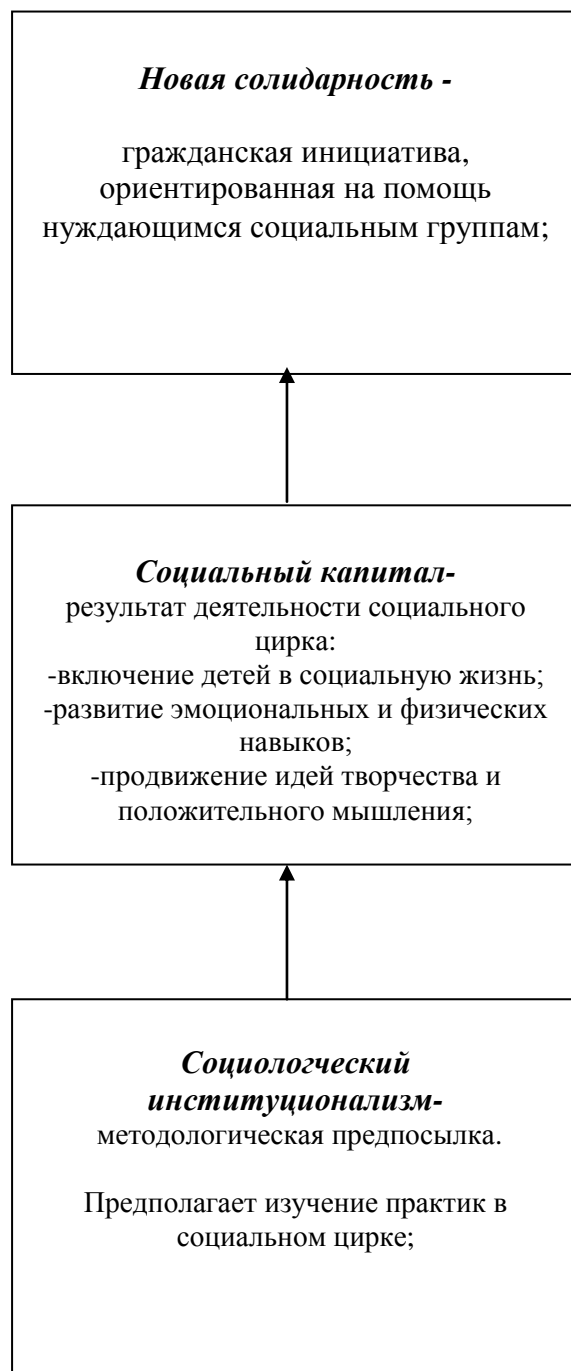 Новая солидарность -
гражданская инициатива,
ориентированная на помощь
нуждающимся социальным группам;
Социальный капитал-
результат деятельности социального
цирка:
-включение детей в социальную жизнь;
-развитие эмоциональных и физических
навыков;
-продвижение идей творчества и
положительного мышления;
Социологческий
институционализм-
методологическая предпосылка.
Предполагает изучение практик в
социальном цирке;